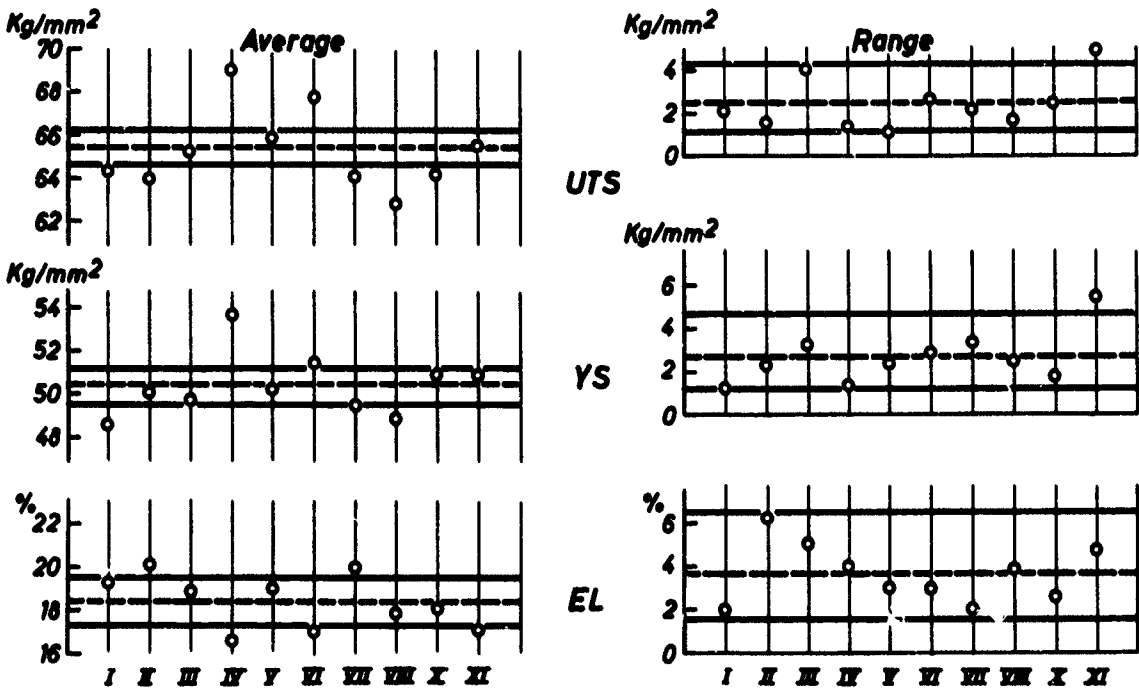 Kg/mm²
Average
70
68
66
64
62
Kg/mm²
Range
4
2
0
UTS
Kg/mm²
54
52
50
48
Kg/mm²
6
4
2
0
YS
%
22
20
18
16
I II III IV V VI VII VIII X XI
%
6
4
2
0
EL
I II III IV V VI VII VIII X XI